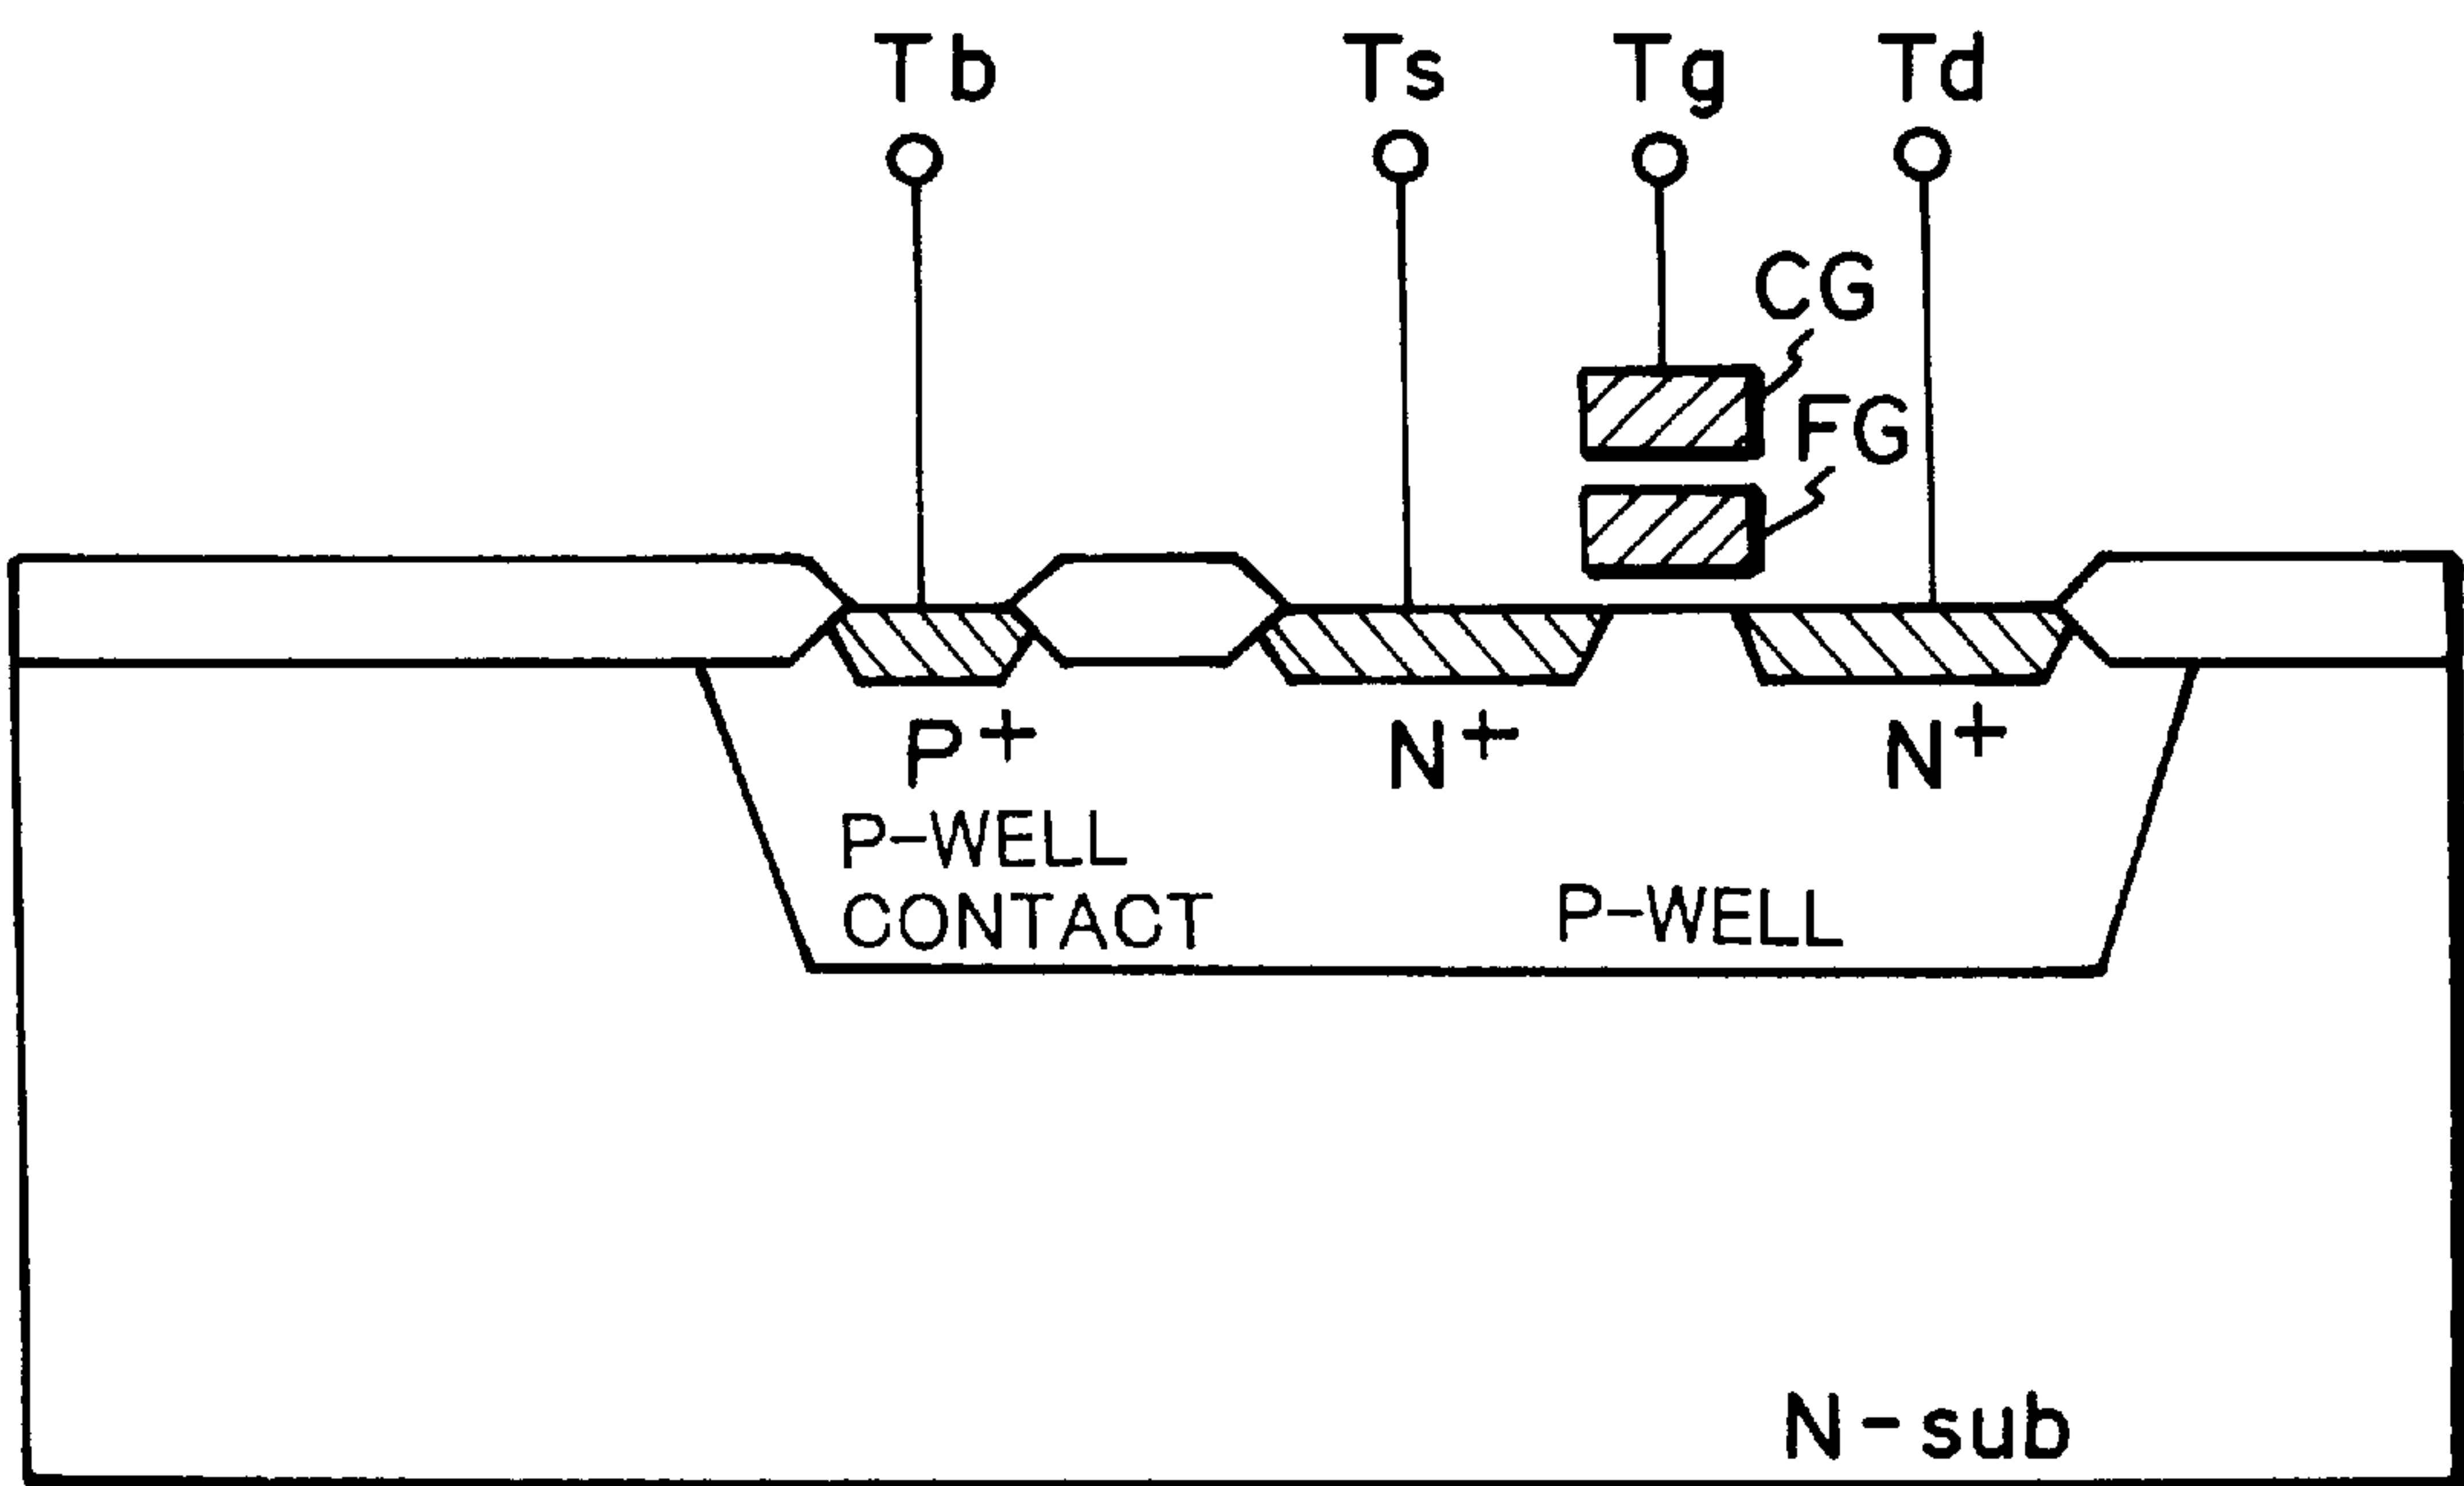 Tb Ts Tg Td
CG
FG
P+ N+ N+
P-WELL
CONTACT
P-WELL
N-sub